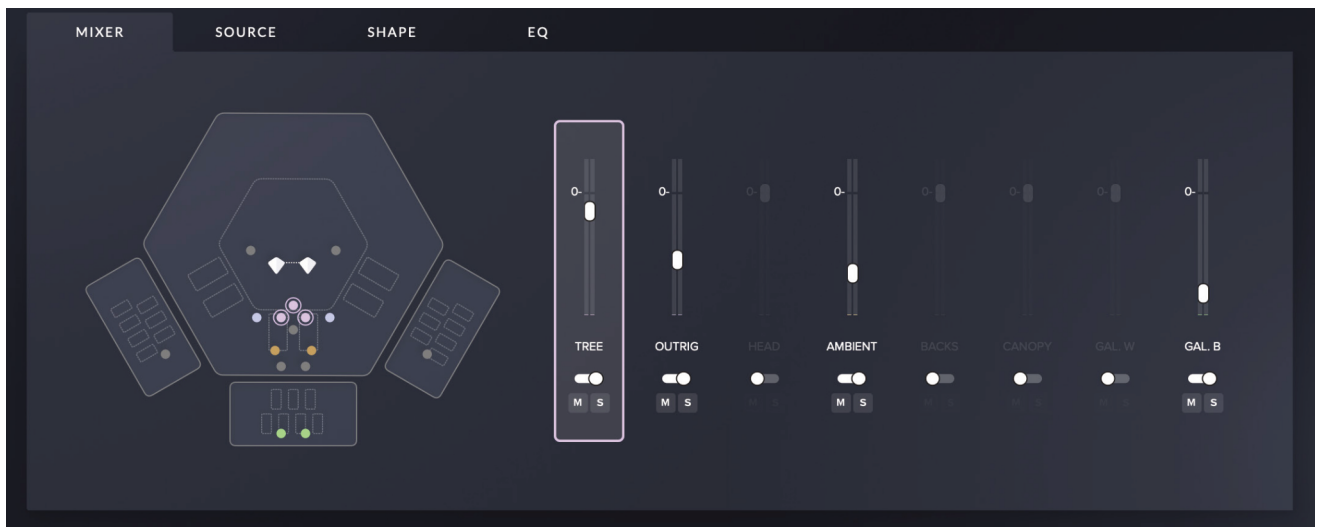 MIXER SOURCE SHAPE EQ
0- 0- 0- 0- 0- 0- 0- 0-
TREE OUTRIG HEAD AMBIENT BACKS CANOPY GAL. W GAL. B
M S M S M S M S M S M S M S M S